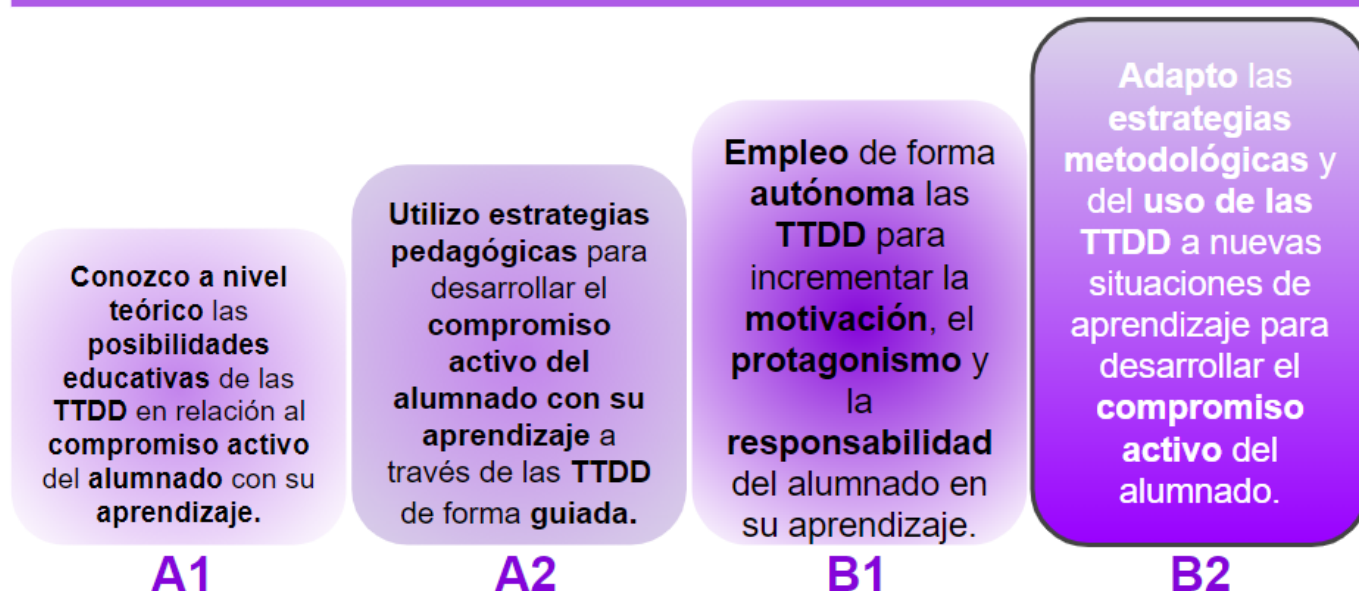 Conozco a nivel
teórico las
posibilidades
educativas de las
TTDD en relación al
compromiso activo
del alumnado con su
aprendizaje.
A1
Utilizo estrategias
pedagógicas para
desarrollar el
compromiso
activo del
alumnado con su
aprendizaje a
través de las TTDD
de forma guiada.
A2
Empleo de forma
autónoma las
TTDD para
incrementar la
motivación, el
protagonismo y
la
responsabilidad
del alumnado en
su aprendizaje.
B1
Adapto las
estrategias
metodológicas y
del uso de las
TTDD a nuevas
situaciones de
aprendizaje para
desarrollar el
compromiso
activo del
alumnado.
B2